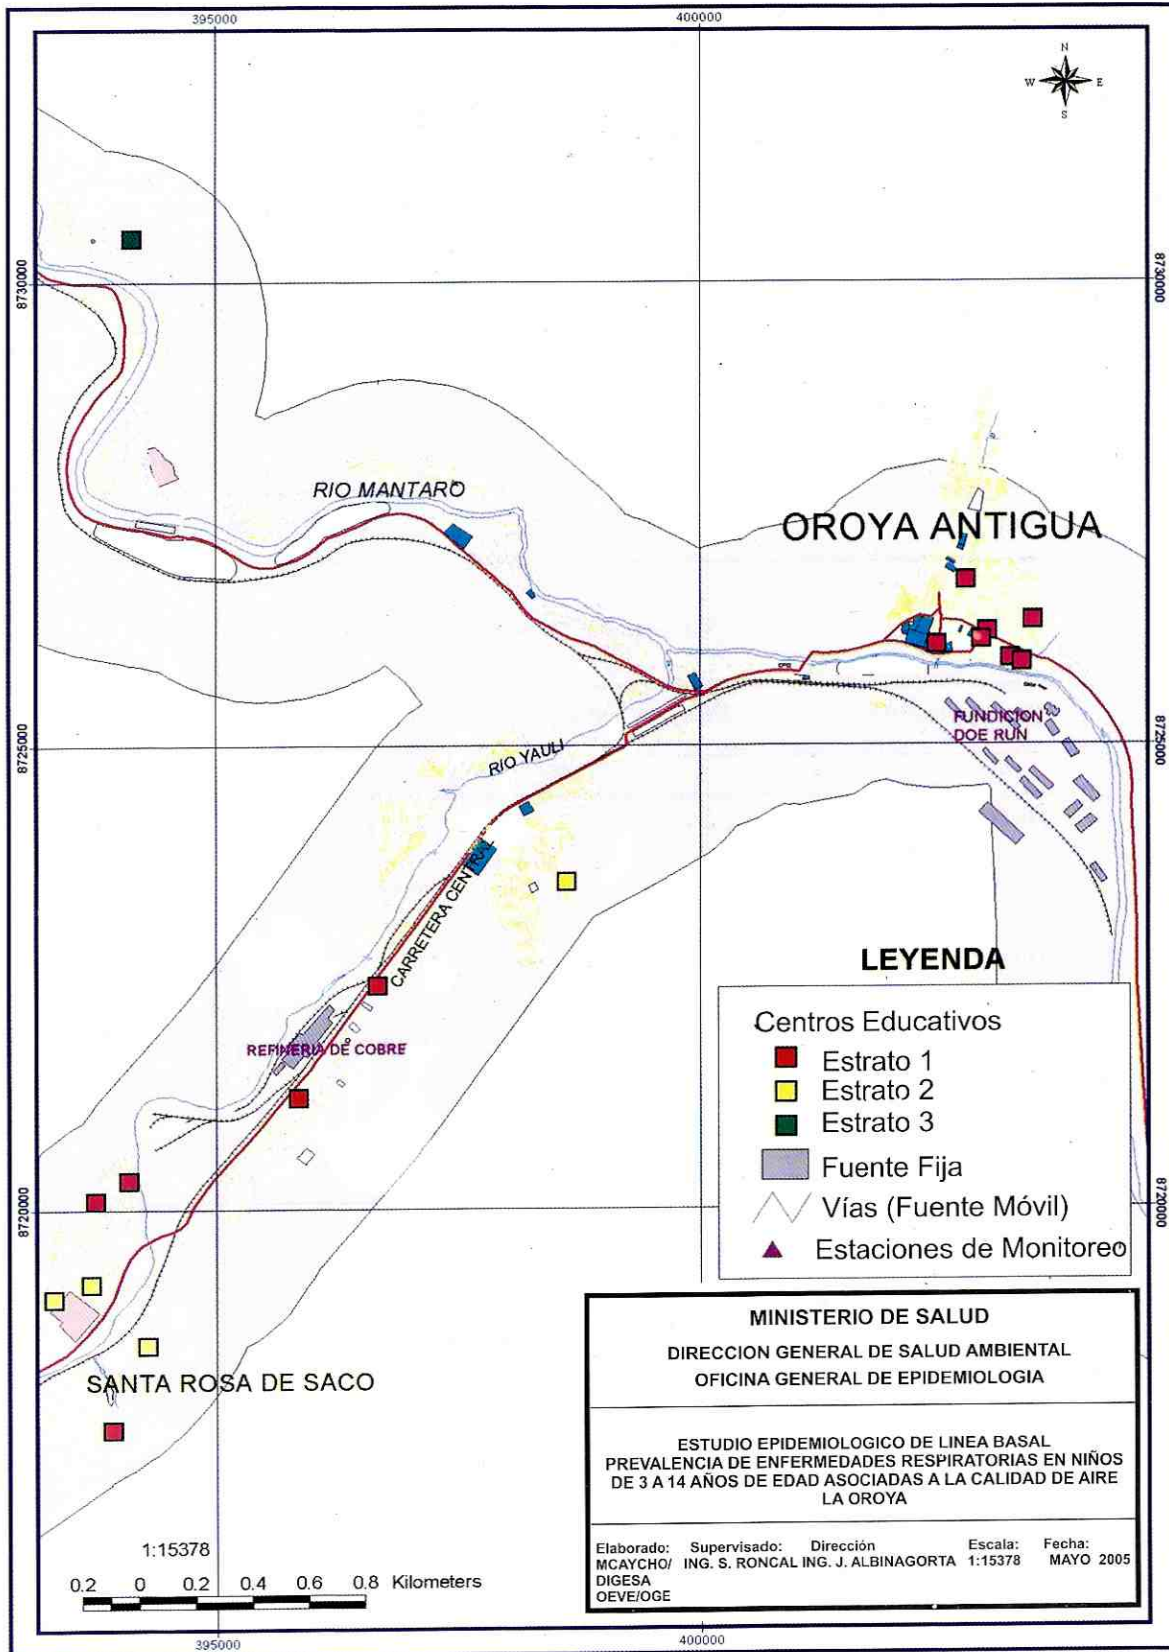 395000
400000
N
W E
S
8730000
8730000
RIO MANTARO
OROYA ANTIGUA
FUNDICION
DOE RUN
8725000
8725000
RIO YAULI
CARRETERA CENTRAL
REFINERIA DE COBRE
LEYENDA
Centros Educativos
Estrato 1
Estrato 2
Estrato 3
Fuente Fija
Vías (Fuente Móvil)
Estaciones de Monitoreo
8720000
8720000
SANTA ROSA DE SACO
MINISTERIO DE SALUD
DIRECCION GENERAL DE SALUD AMBIENTAL
OFICINA GENERAL DE EPIDEMIOLOGIA
ESTUDIO EPIDEMIOLOGICO DE LINEA BASAL
PREVALENCIA DE ENFERMEDADES RESPIRATORIAS EN NIÑOS
DE 3 A 14 AÑOS DE EDAD ASOCIADAS A LA CALIDAD DE AIRE
LA OROYA
Elaborado: Supervisado: Dirección Escala: Fecha:
MCAYCHO/ ING. S. RONCAL ING. J. ALBINAGORTA 1:15378 MAYO 2005
DIGESA
OEVE/OGE
1:15378
0.2 0 0.2 0.4 0.6 0.8 Kilometers
395000
400000